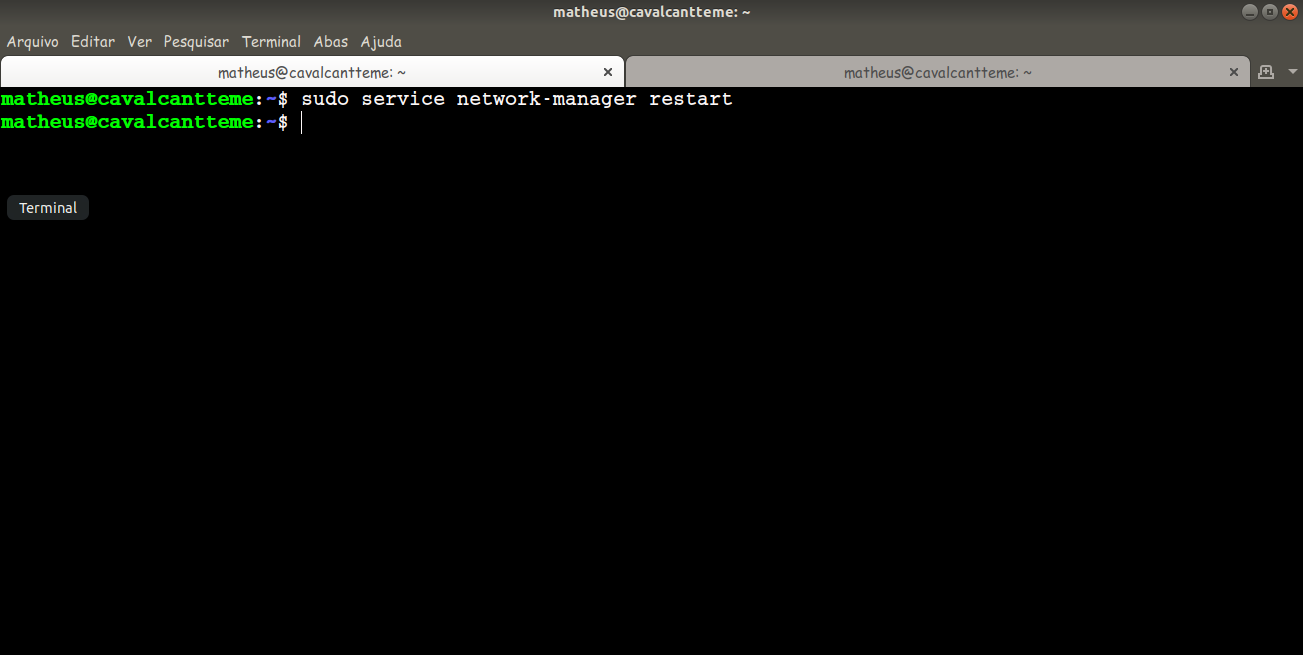 matheus@cavalcantteme: ~
Arquivo Editar Ver Pesquisar Terminal Abas Ajuda
matheus@cavalcantteme: ~ × matheus@cavalcantteme: ~ ×
matheus@cavalcantteme:~$ sudo service network-manager restart
matheus@cavalcantteme:~$
Terminal